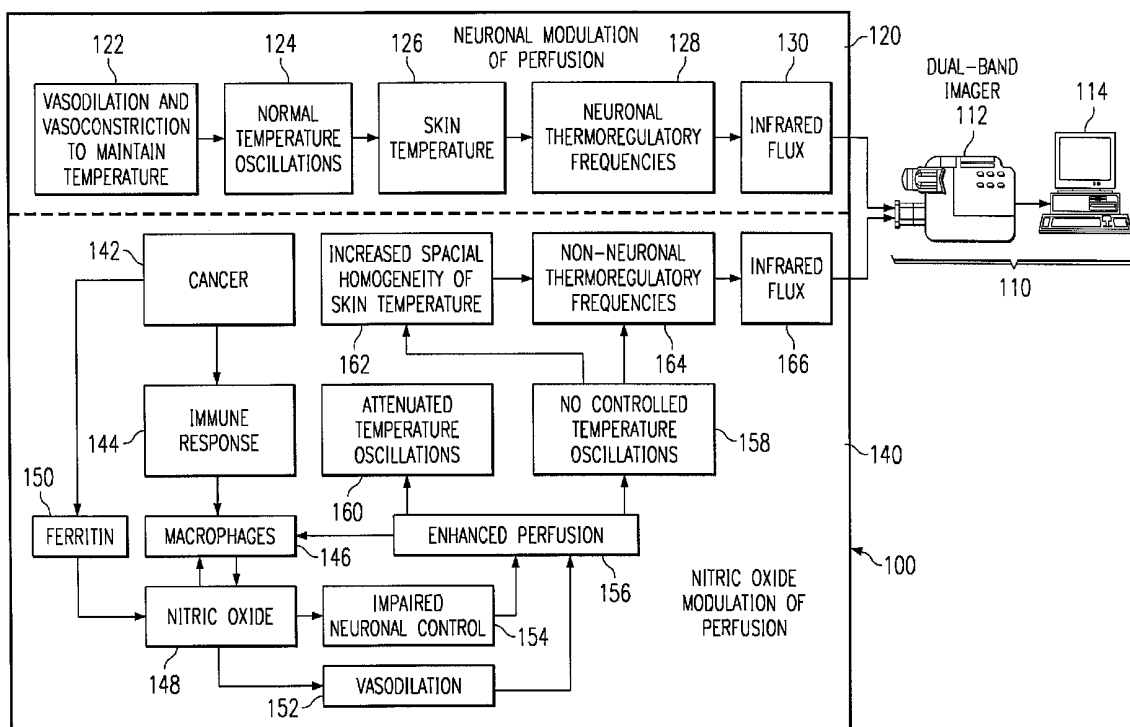 NEURONAL MODULATION
OF PERFUSION
120
122
124
126
128
130
VASODILATION AND
VASOCONSTRICTION
TO MAINTAIN
TEMPERATURE
NORMAL
TEMPERATURE
OSCILLATIONS
SKIN
TEMPERATURE
NEURONAL
THERMOREGULATORY
FREQUENCIES
INFRARED
FLUX
DUAL-BAND
IMAGER
112
114
110
142
CANCER
INCREASED SPACIAL
HOMOGENEITY OF
SKIN TEMPERATURE
NON-NEURONAL
THERMOREGULATORY
FREQUENCIES
INFRARED
FLUX
162
164
166
144
IMMUNE
RESPONSE
ATTENUATED
TEMPERATURE
OSCILLATIONS
NO CONTROLLED
TEMPERATURE
OSCILLATIONS
158
140
150
160
FERRITIN
MACROPHAGES
146
ENHANCED PERFUSION
156
100
NITRIC OXIDE
148
IMPAIRED
NEURONAL CONTROL
154
NITRIC OXIDE
MODULATION OF
PERFUSION
152
VASODILATION